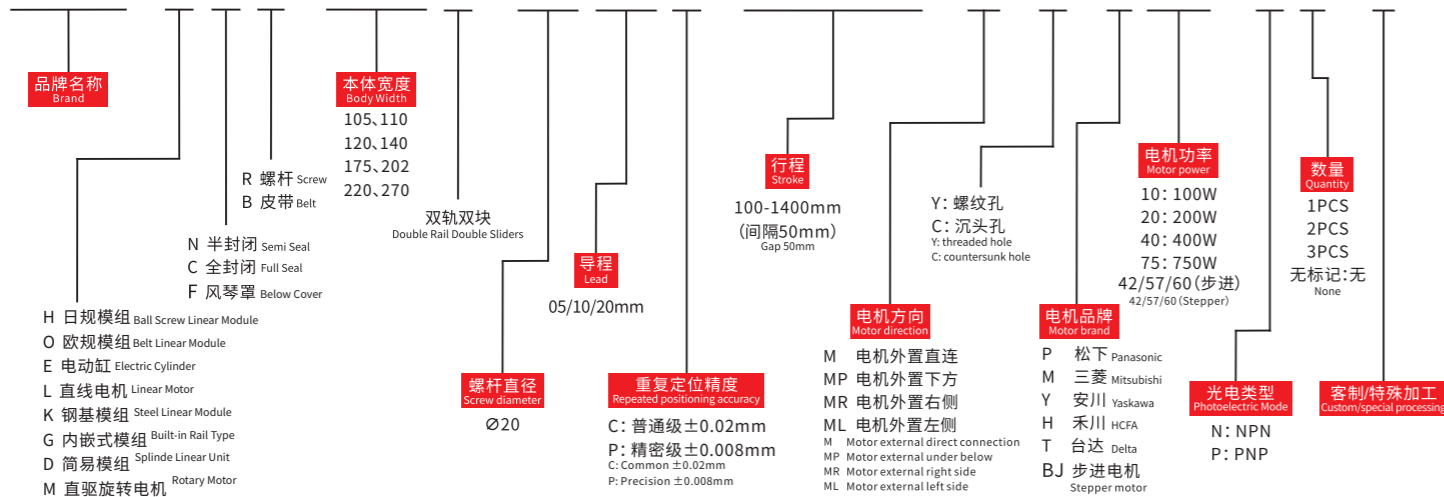 品牌名称
Brand
H 日规模组 Ball Screw Linear Module
O 欧规模组 Belt Linear Module
E 电动缸 Electric Cylinder
L 直线电机 Linear Motor
K 钢基模组 Steel Linear Module
G 内嵌式模组 Built-in Rail Type
D 简易模组 Splinde Linear Unit
M 直驱旋转电机 Rotary Motor
N 半封闭 Semi Seal
C 全封闭 Full Seal
F 风琴罩 Below Cover
R 螺杆 Screw
B 皮带 Belt
本体宽度
Body Width
105、110
120、140
175、202
220、270
双轨双块
Double Rail Double Sliders
螺杆直径
Screw diameter
Ø20
导程
Lead
05/10/20mm
重复定位精度
Repeated positioning accuracy
C：普通级±0.02mm
P：精密级±0.008mm
C: Common ±0.02mm
P: Precision ±0.008mm
行程
Stroke
100-1400mm
（间隔50mm）
Gap 50mm
电机方向
Motor direction
M 电机外置直连
MP 电机外置下方
MR 电机外置右侧
ML 电机外置左侧
M Motor external direct connection
MP Motor external under below
MR Motor external right side
ML Motor external left side
Y：螺纹孔
C：沉头孔
Y: threaded hole
C: countersunk hole
电机品牌
Motor brand
P 松下 Panasonic
M 三菱 Mitsubishi
Y 安川 Yaskawa
H 禾川 HCFA
T 台达 Delta
BJ 步进电机
Stepper motor
电机功率
Motor power
10：100W
20：200W
40：400W
75：750W
42/57/60（步进）
42/57/60（Stepper）
光电类型
Photoelectric Mode
N：NPN
P：PNP
数量
Quantity
1PCS
2PCS
3PCS
无标记：无
None
客制/特殊加工
Custom/special processing